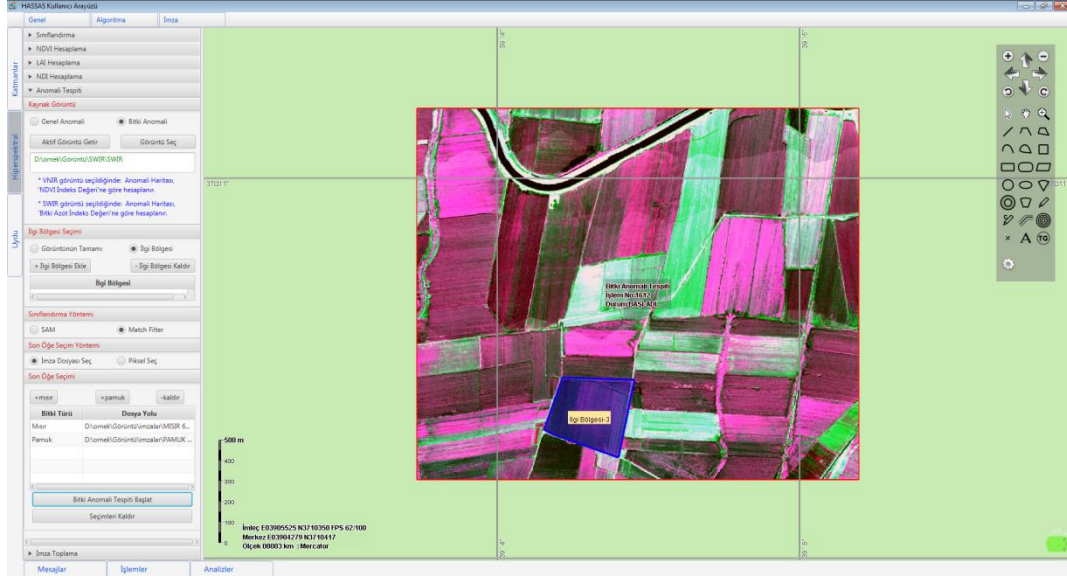 HASSAS Kullanıcı Arayüzü
Genel
Algoritma
İmza
Katmanlar
Hiperspektral
Uydu
Sınıflandırma
NDVI Hesaplama
LAI Hesaplama
NDI Hesaplama
Anomali Tespiti
Kaynak Görüntü
Genel Anomali
Bitki Anomali
Aktif Görüntü Getir
Görüntü Seç
D:\ornek\Görüntü\SWIR\SWIR
* VNIR görüntü seçildiğinde: Anomali Haritası,
'NDVI İndeks Değeri'ne göre hesaplanır.
* SWIR görüntü seçildiğinde: Anomali Haritası,
'Bitki Azot İndeks Değeri'ne göre hesaplanır.
İlgi Bölgesi Seçimi
Görüntünün Tamamı
İlgi Bölgesi
+ İlgi Bölgesi Ekle
- İlgi Bölgesi Kaldır
İlgi Bölgesi
Sınıflandırma Yöntemi
SAM
Match Filter
Son Öğe Seçim Yöntemi
İmza Dosyası Seç
Piksel Seç
Son Öğe Seçimi
+mısır
+pamuk
-kaldır
Bitki Türü
Dosya Yolu
Mısır
D:\ornek\Görüntü\imzalar\MISIR 6...
Pamuk
D:\ornek\Görüntü\imzalar\PAMUK ...
Bitki Anomali Tespiti Başlat
Seçimleri Kaldır
İmza Toplama
Mesajlar
İşlemler
Analizler
Bitki Anomali Tespiti
İşlem No:1612
Durum:BAŞLADI...
İlgi Bölgesi-3
500 m
400
300
200
100
0
İmleç E03905525 N3710350 FPS 62/100
Merkez E03904279 N3710417
Ölçek 00003 km | Mercator
A
TG